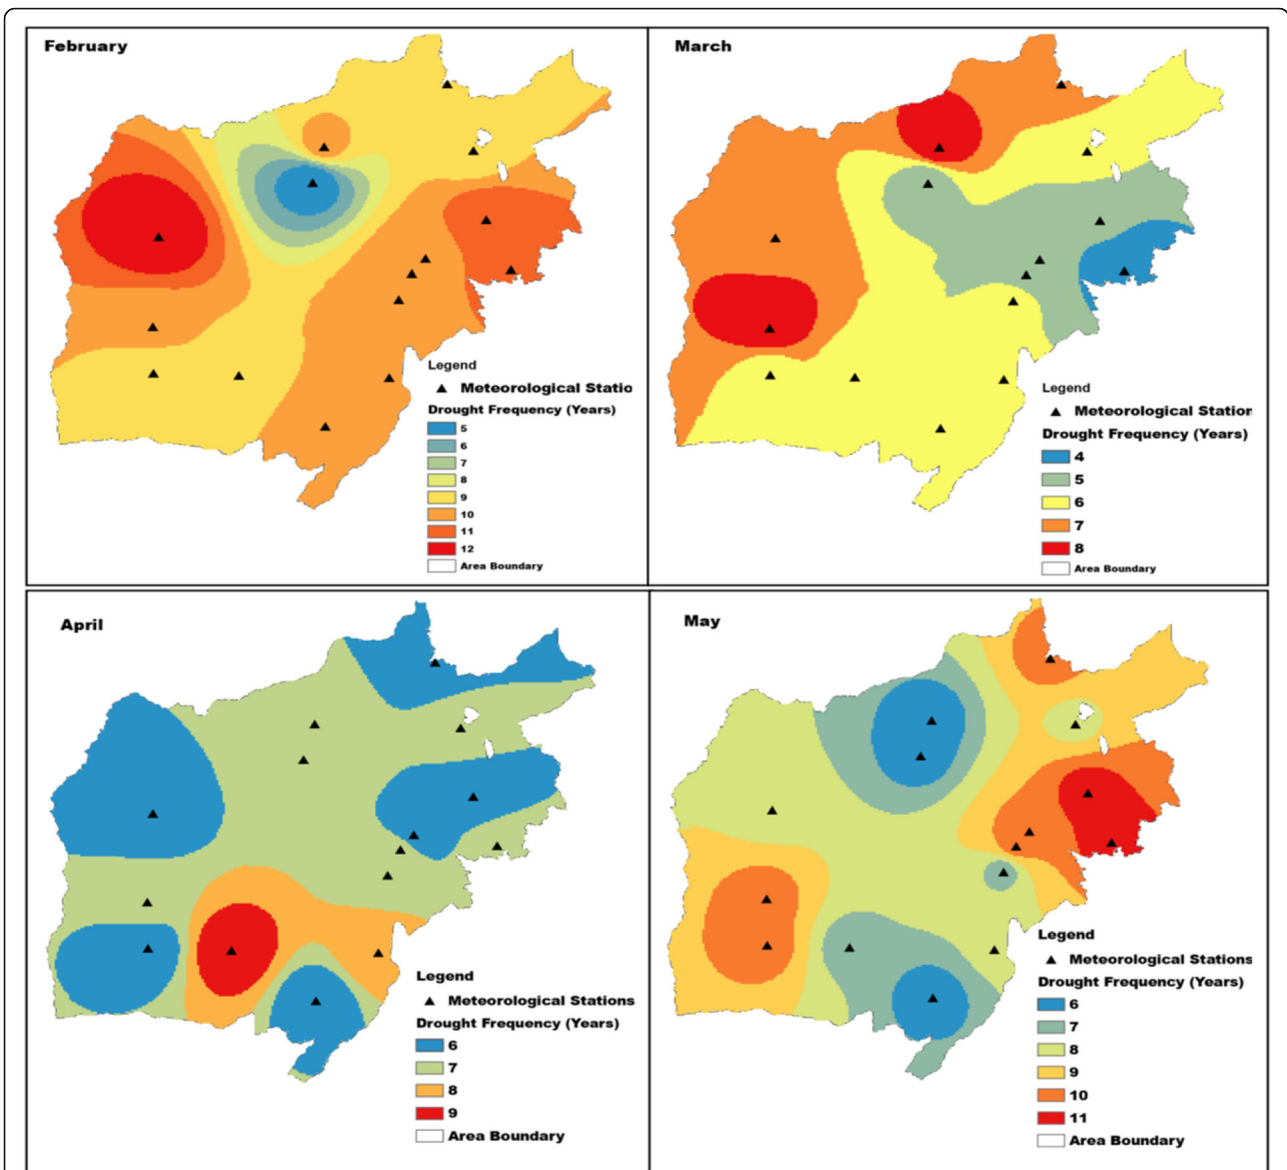 February
Legend
Meteorological Statio
Drought Frequency (Years)
5
6
7
8
9
10
11
12
Area Boundary
March
Legend
Meteorological Station
Drought Frequency (Years)
4
5
6
7
8
Area Boundary
April
Legend
Meteorological Stations
Drought Frequency (Years)
6
7
8
9
Area Boundary
May
Legend
Meteorological Stations
Drought Frequency (Years)
6
7
8
9
10
11
Area Boundary